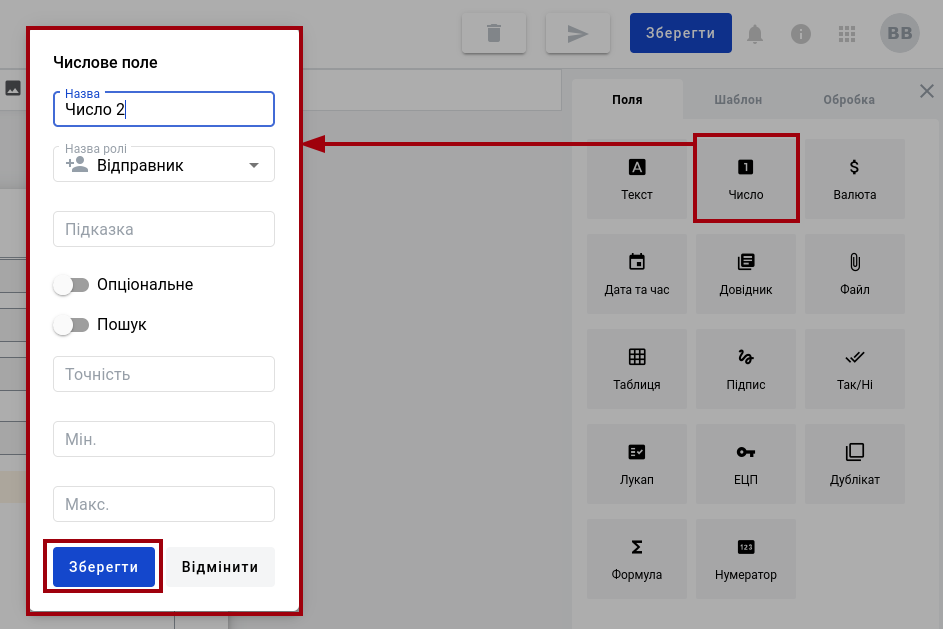 Зберегти
BB
Числове поле
Назва
Число 2
Назва ролі
Відправник
Підказка
Опціональне
Пошук
Точність
Мін.
Макс.
Зберегти Відмінити
Поля Шаблон Обробка
A 1 $
Текст Число Валюта
Дата та час Довідник Файл
Таблиця Підпис Так/Ні
Лукап ЕЦП Дублікат
Σ 123
Формула Нумератор